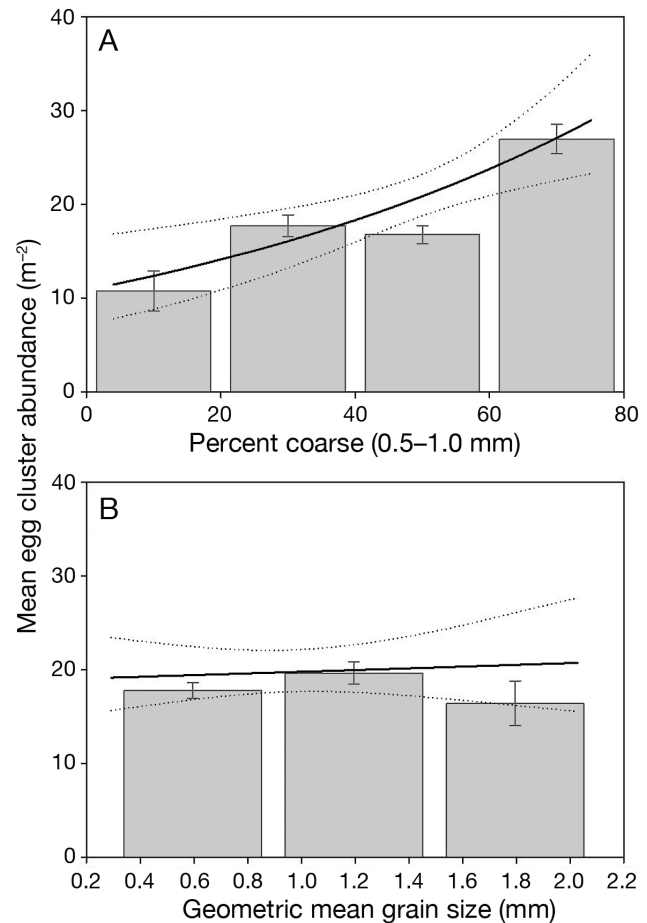 A
40
30
20
10
0
0 20 40 60 80
Percent coarse (0.5–1.0 mm)
Mean egg cluster abundance (m–2)
B
40
30
20
10
0
0.2 0.4 0.6 0.8 1.0 1.2 1.4 1.6 1.8 2.0 2.2
Geometric mean grain size (mm)